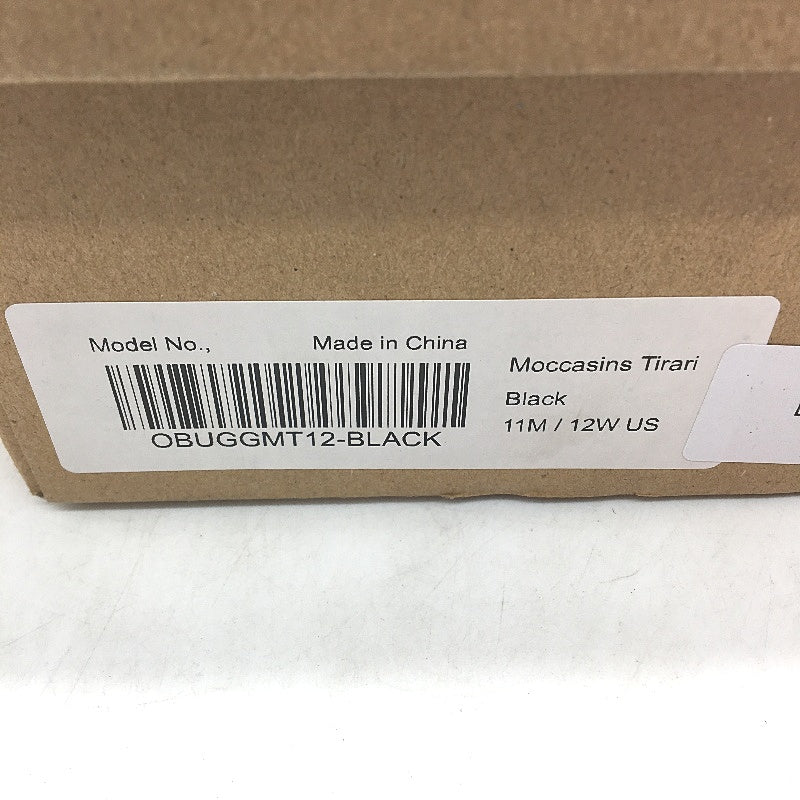 Model No., Made in China
OBUGGMT12-BLACK
Moccasins Tirari
Black
11M / 12W US